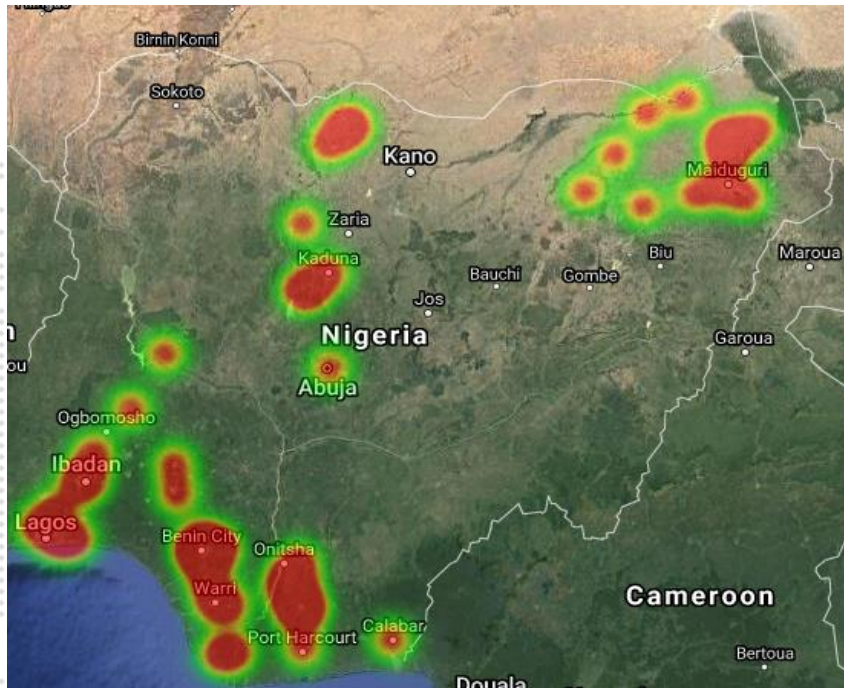 Birnin Konni
Sokoto
Kano
Maiduguri
Zaria
Kaduna
Biu
Maroua
Bauchi
Gombe
Jos
Nigeria
Garoua
Abuja
Ogbomosho
Ibadan
Lagos
Benin City
Onitsha
Warri
Cameroon
Calabar
Port Harcourt
Bertoua
Douala